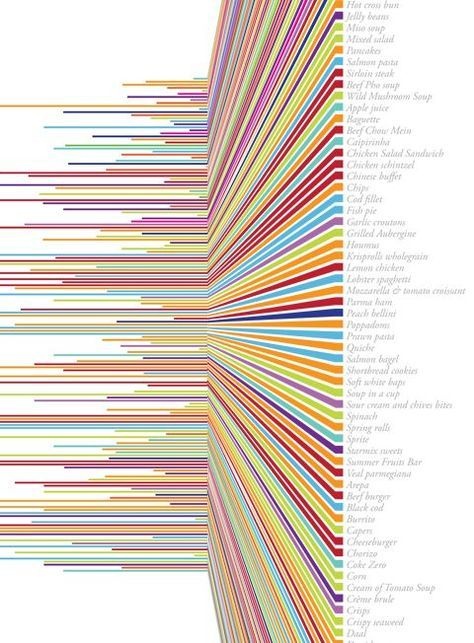 Hot cross bun
Jellly beans
Miso soup
Mixed salad
Pancakes
Salmon pasta
Sirloin steak
Beef Pho soup
Wild Mushroom Soup
Apple juice
Baguette
Beef Chow Mein
Caipirinha
Chicken Salad Sandwich
Chicken schintzel
Chinese buffet
Chips
Cod fillet
Fish pie
Garlic croutons
Grilled Aubergine
Houmus
Krisprolls wholegrain
Lemon chicken
Lobster spaghetti
Mozzarella & tomato croissant
Parma ham
Peach bellini
Poppadoms
Prawn pasta
Quiche
Salmon bagel
Shortbread cookies
Soft white baps
Soup in a cup
Sour cream and chives bites
Spinach
Spring rolls
Sprite
Starmix sweets
Summer Fruits Bar
Veal parmegiana
Arepa
Beef burger
Black cod
Burrito
Capers
Cheeseburger
Chorizo
Coke Zero
Corn
Cream of Tomato Soup
Crème brule
Crisps
Crispy seaweed
Daal